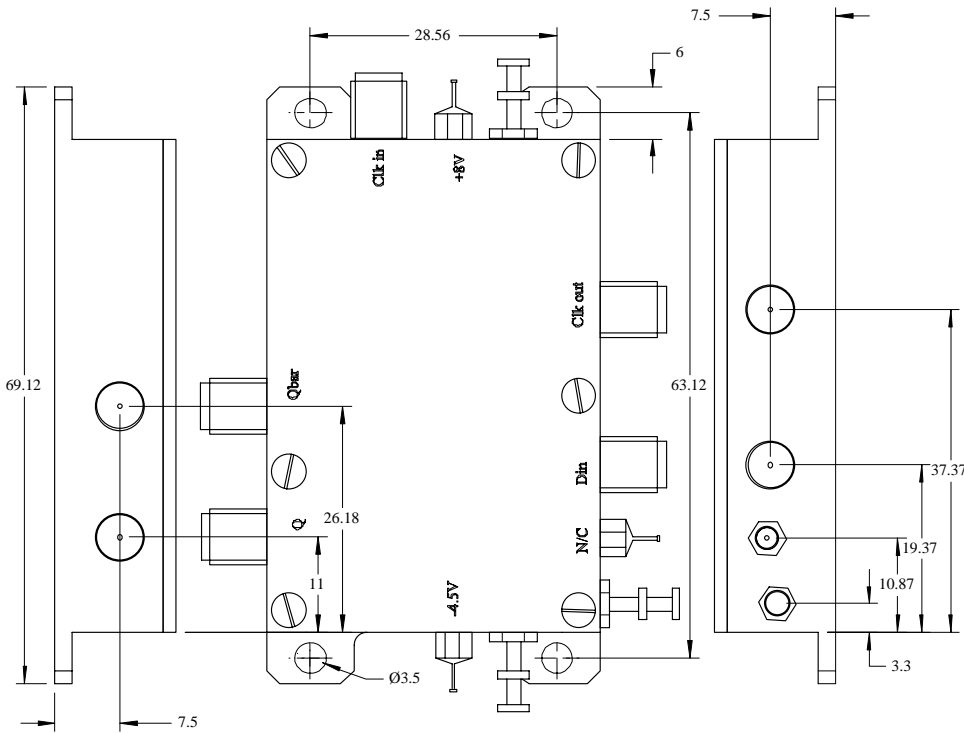 7.5
28.56
6
Clk in
+8V
Clk out
69.12
63.12
Qbar
37.37
Din
26.18
Q
N/C
19.37
11
10.87
-4.5V
3.3
Ø3.5
7.5